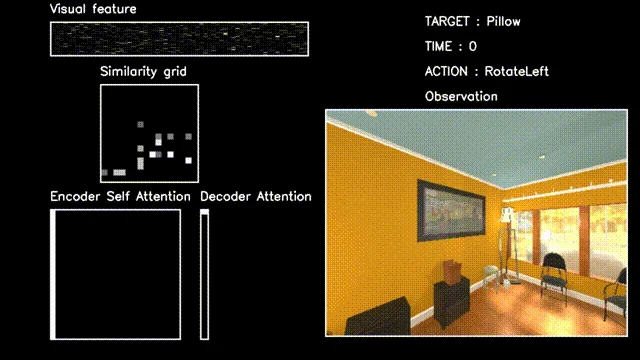 Visual feature
Similarity grid
Encoder Self Attention
Decoder Attention
TARGET : Pillow
TIME : 0
ACTION : RotateLeft
Observation